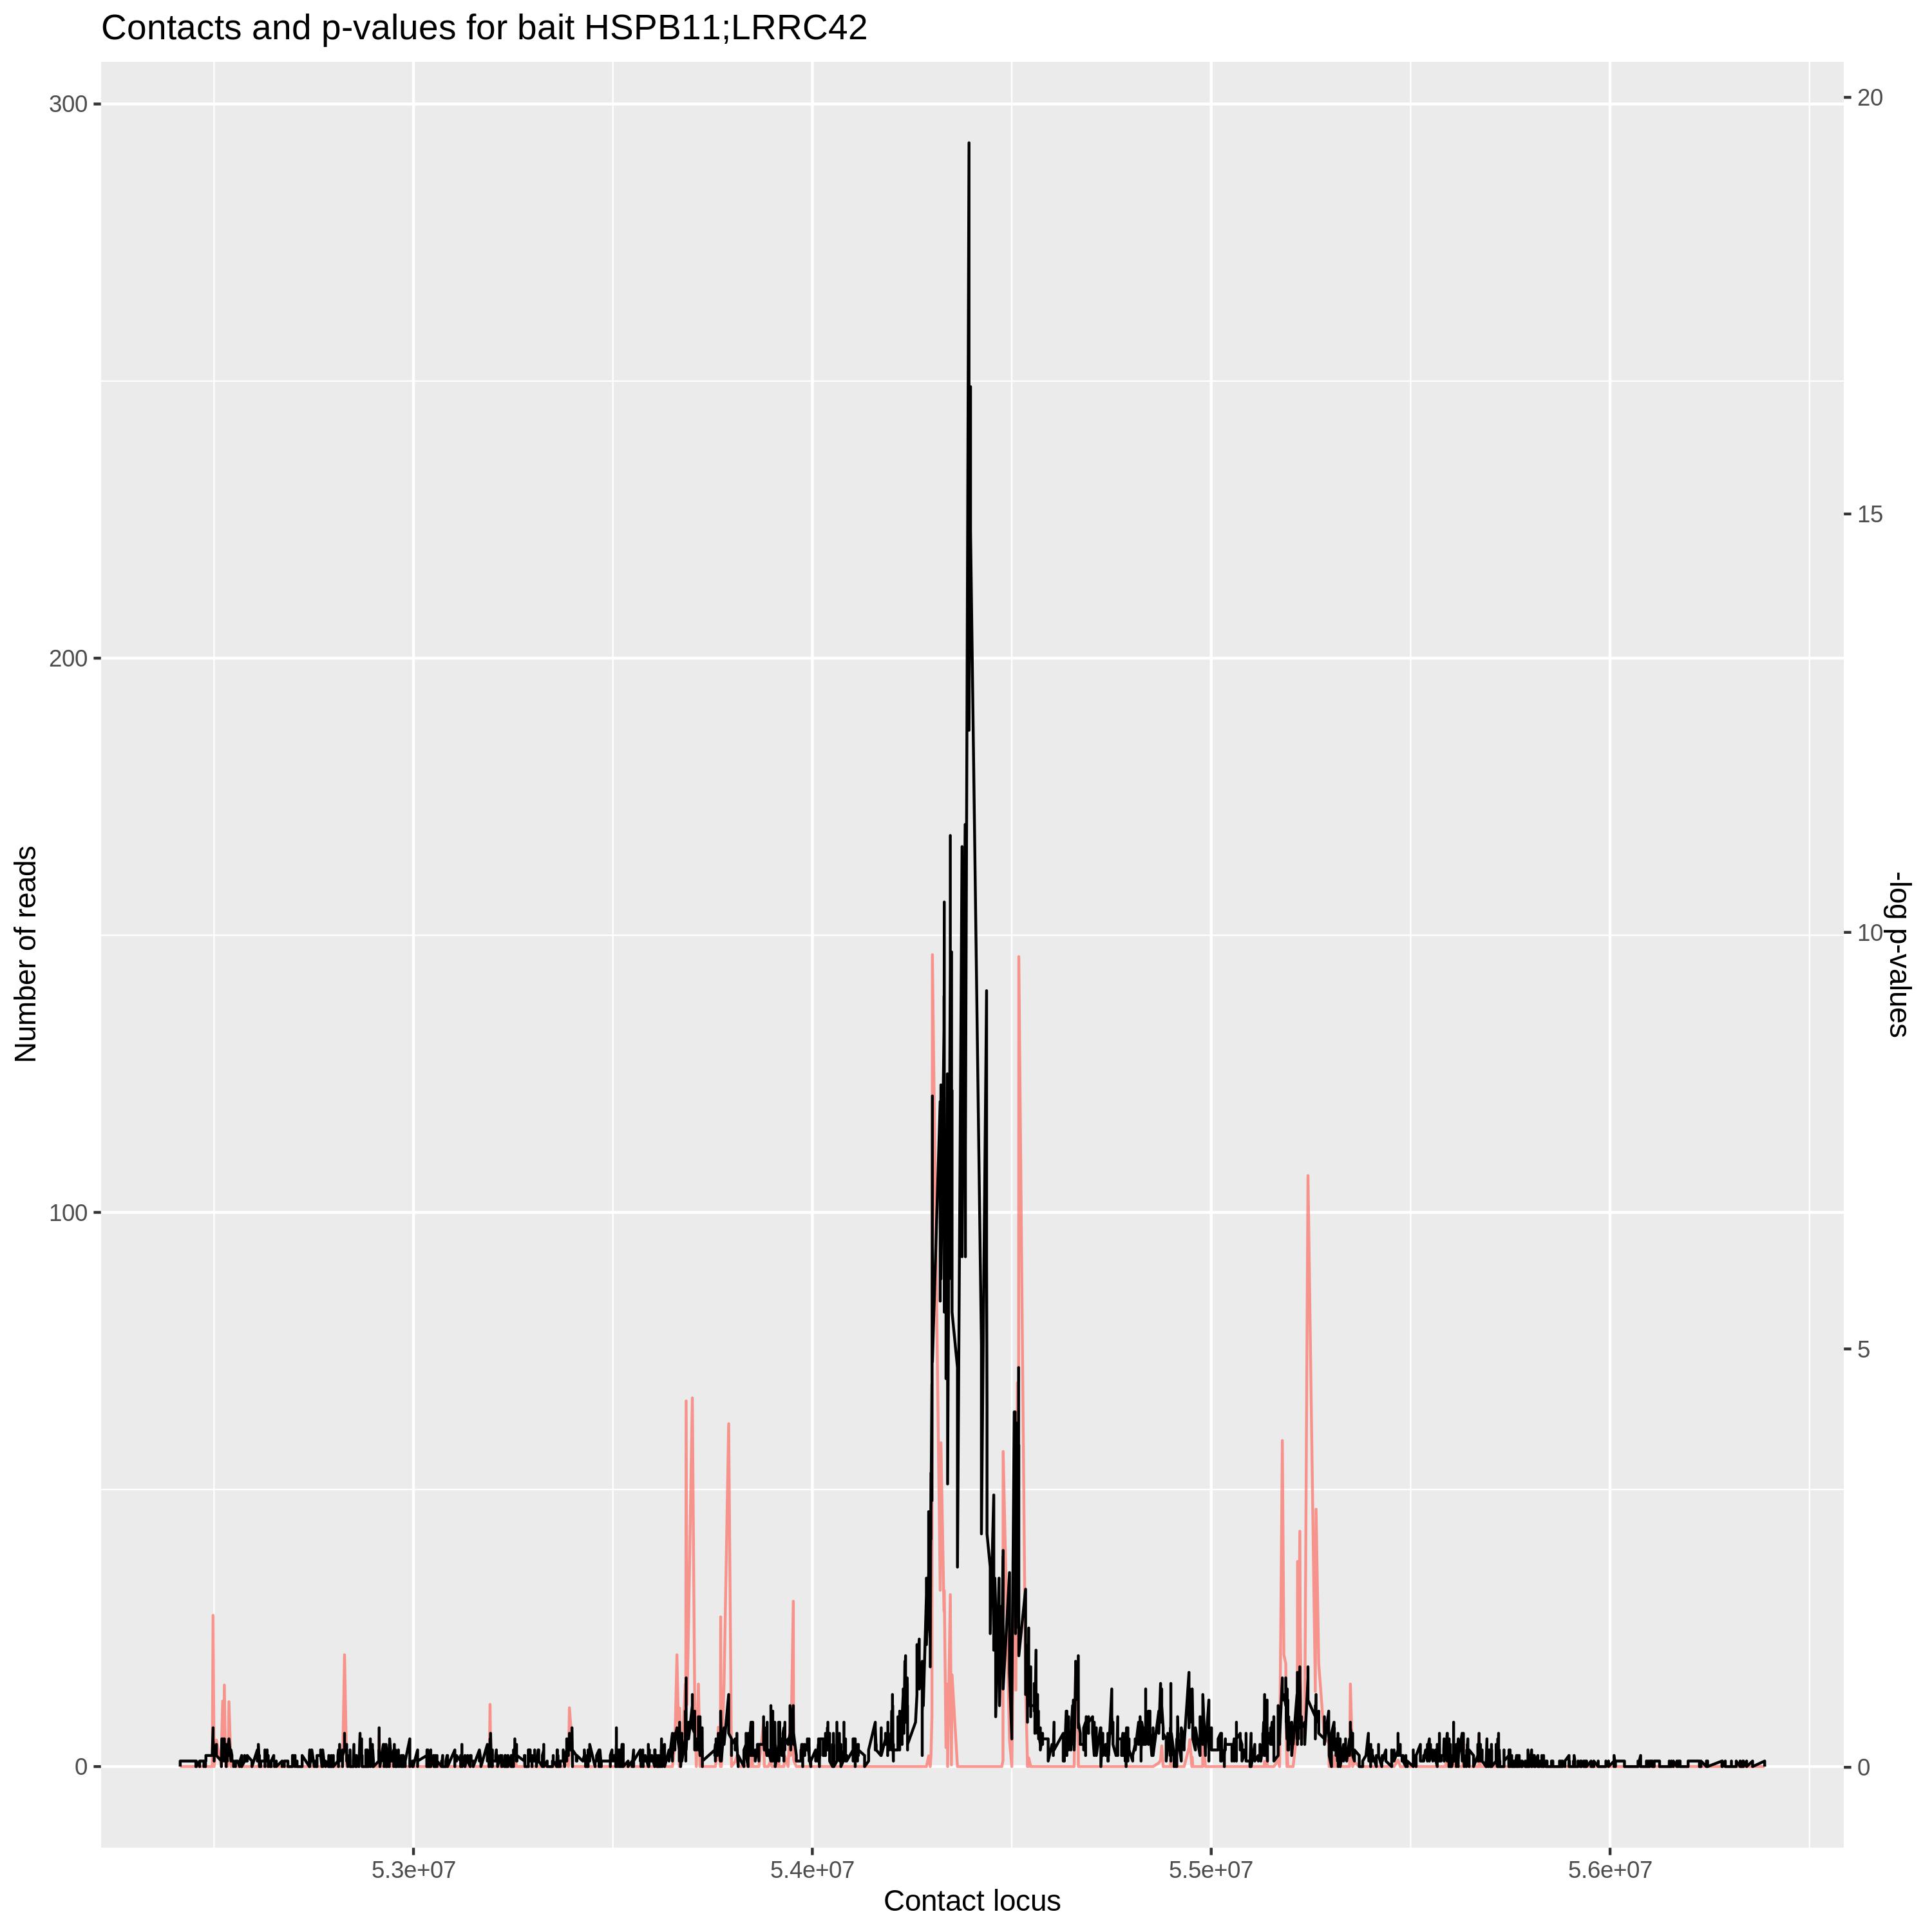 Contacts and p-values for bait HSPB11;LRRC42
300
200
100
0
Number of reads
20
15
10
5
0
-log p-values
5.3e+07
5.4e+07
5.5e+07
5.6e+07
Contact locus